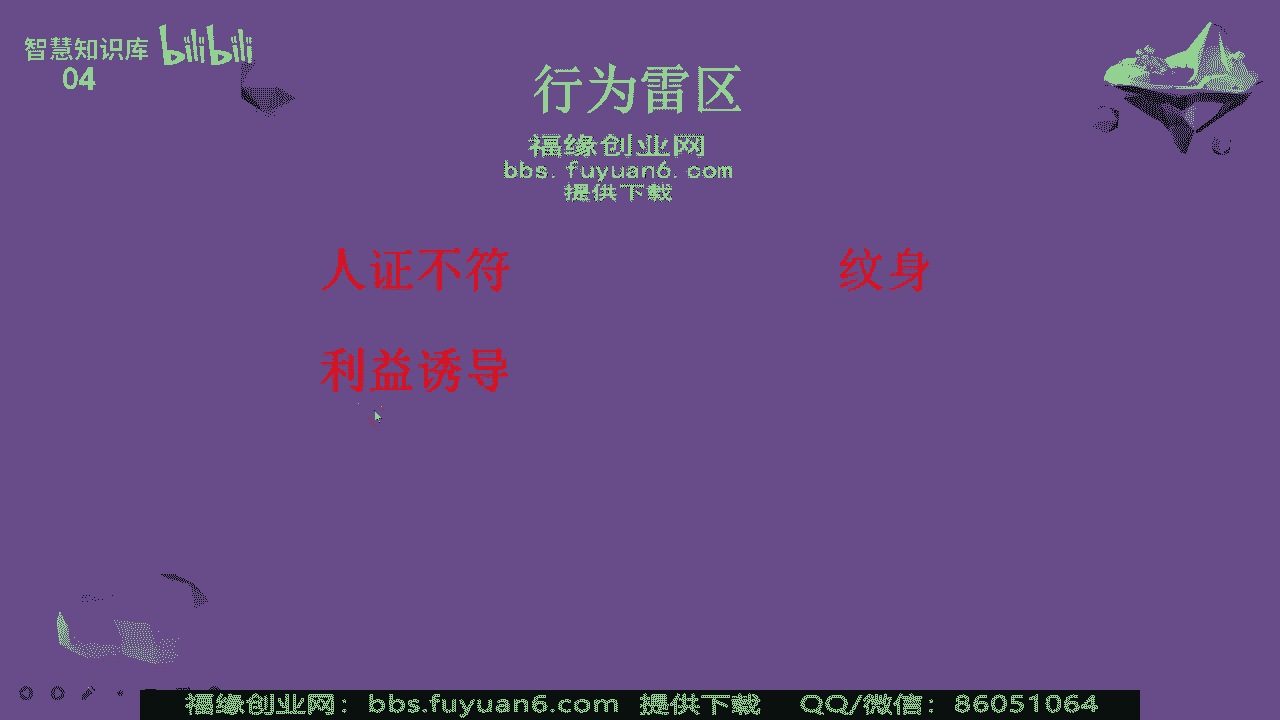 智慧知识库 bilibili
04
行为雷区
福缘创业网
bbs. fuyuan6. com
提供下载
人证不符 纹身
利益诱导
福缘创业网：bbs.fuyuan6.com 提供下载 QQ/微信：86051064